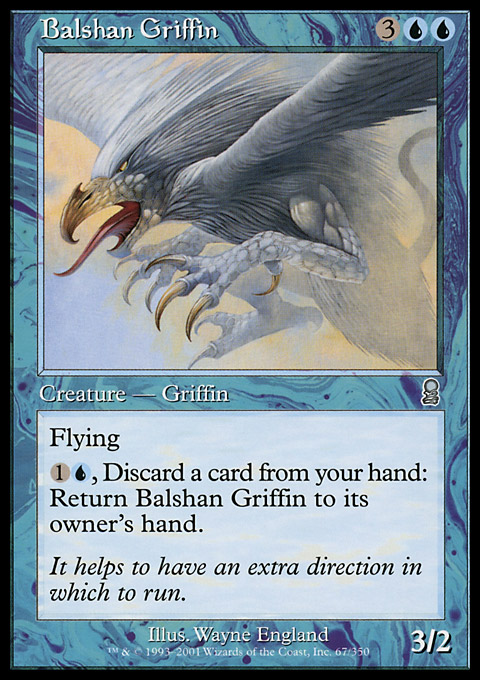 Balshan Griffin 3
Creature — Griffin
Flying
1, Discard a card from your hand:
Return Balshan Griffin to its
owner's hand.
It helps to have an extra direction in
which to run.
Illus. Wayne England
3/2
™ & © 1993–2001 Wizards of the Coast, Inc. 67/350